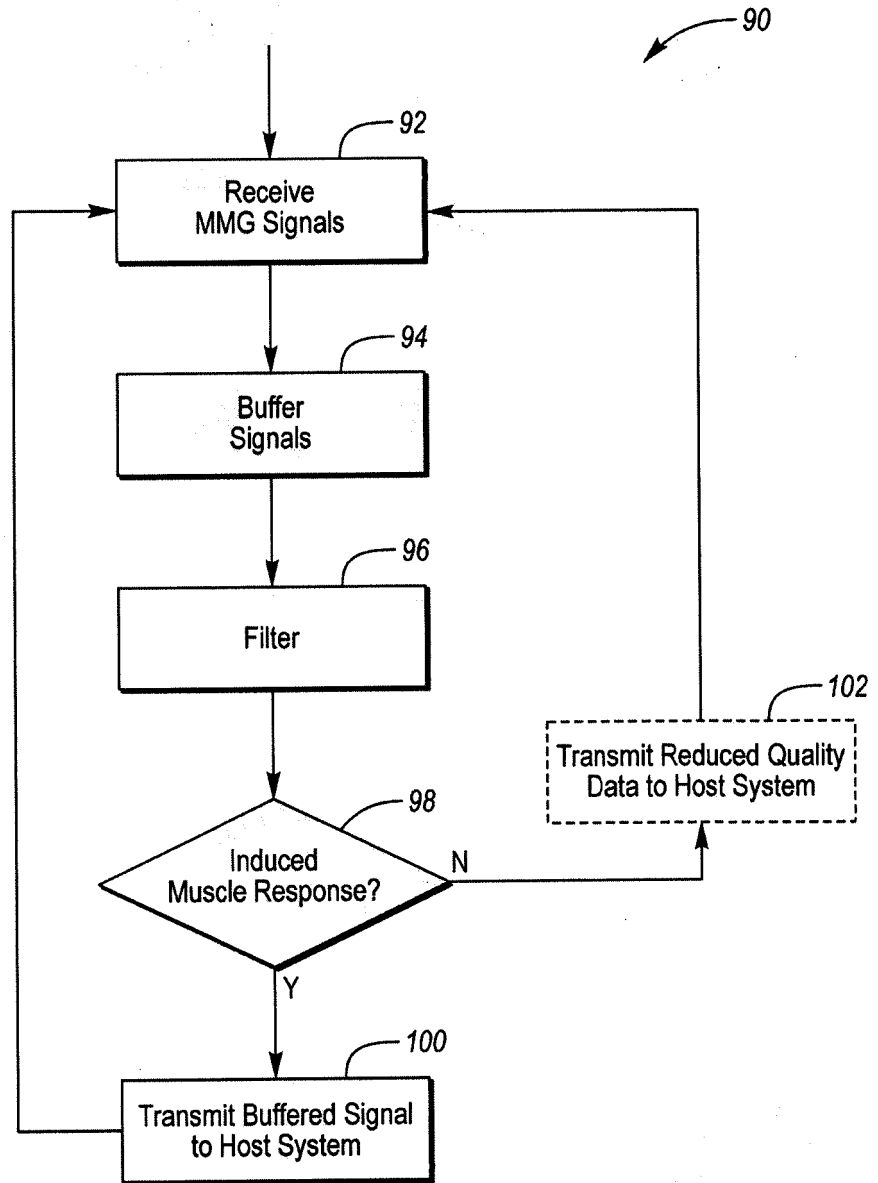 90
92
Receive
MMG Signals
94
Buffer
Signals
96
Filter
98
Induced
Muscle Response?
N
Y
102
Transmit Reduced Quality
Data to Host System
100
Transmit Buffered Signal
to Host System